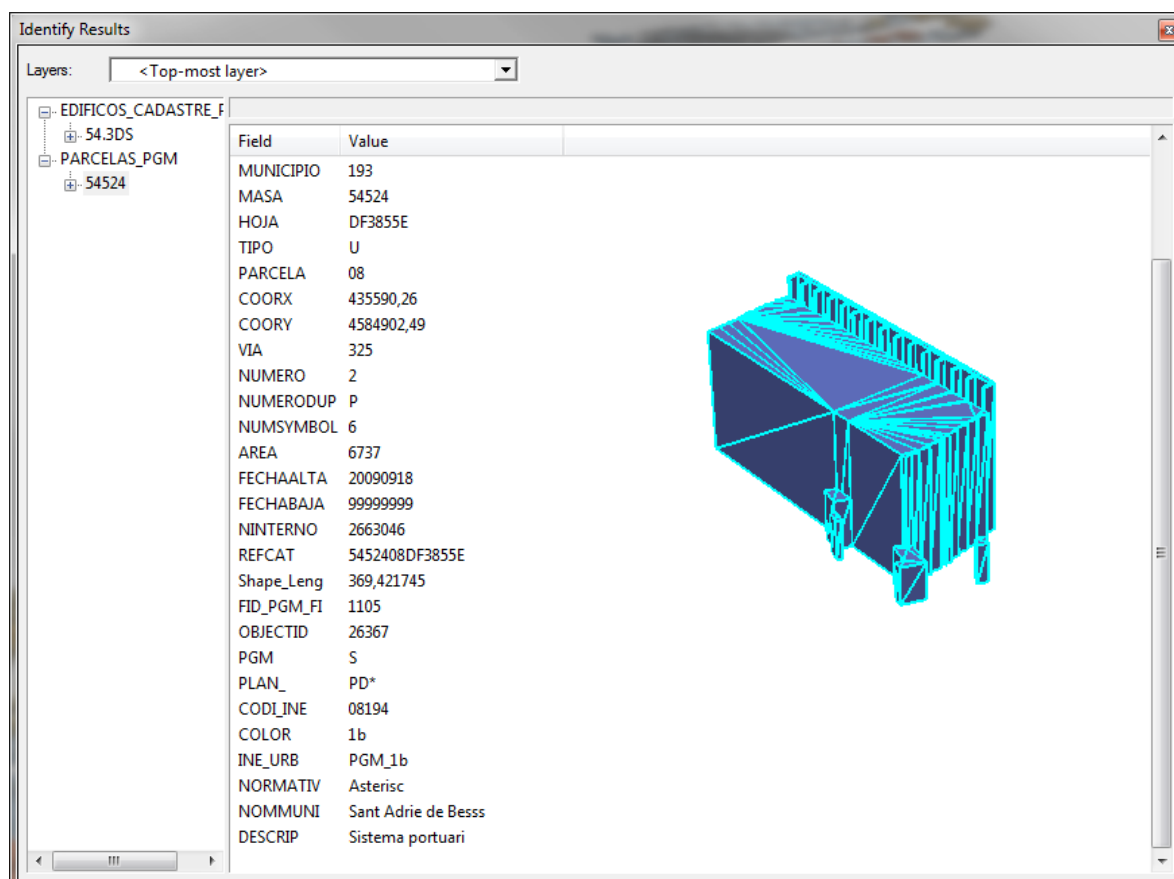 Identify Results
Layers: <Top-most layer>
EDIFICOS_CADASTRE_F
54.3DS
PARCELAS_PGM
54524
Field Value
MUNICIPIO 193
MASA 54524
HOJA DF3855E
TIPO U
PARCELA 08
COORX 435590,26
COORY 4584902,49
VIA 325
NUMERO 2
NUMERODUP P
NUMSYMBOL 6
AREA 6737
FECHAALTA 20090918
FECHABAJA 99999999
NINTERNO 2663046
REFCAT 5452408DF3855E
Shape_Leng 369,421745
FID_PGM_FI 1105
OBJECTID 26367
PGM S
PLAN_ PD*
CODI_INE 08194
COLOR 1b
INE_URB PGM_1b
NORMATIV Asterisc
NOMMUNI Sant Adrie de Besss
DESCRIP Sistema portuari